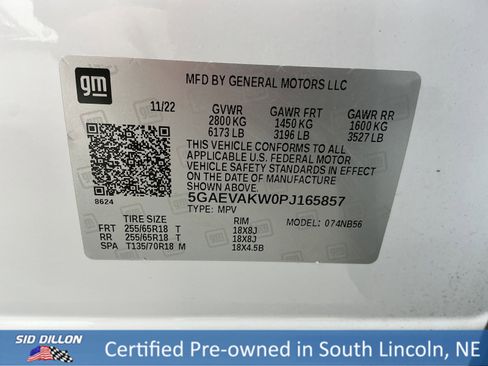 gm
MFD BY GENERAL MOTORS LLC
11/22 GVWR GAWR FRT GAWR RR
2800 KG 1450 KG 1600 KG
6173 LB 3196 LB 3527 LB
THIS VEHICLE CONFORMS TO ALL
APPLICABLE U.S. FEDERAL MOTOR
VEHICLE SAFETY STANDARDS IN EFFECT
ON THE DATE OF MANUFACTURE SHOWN
ABOVE.
8624
5GAEVAKW0PJ165857
TYPE: MPV MODEL: 074NB56
TIRE SIZE RIM
FRT 255/65R18 T 18X8J
RR 255/65R18 T 18X8J
SPA T135/70R18 M 18X4.5B
SID DILLON
Certified Pre-owned in South Lincoln, NE